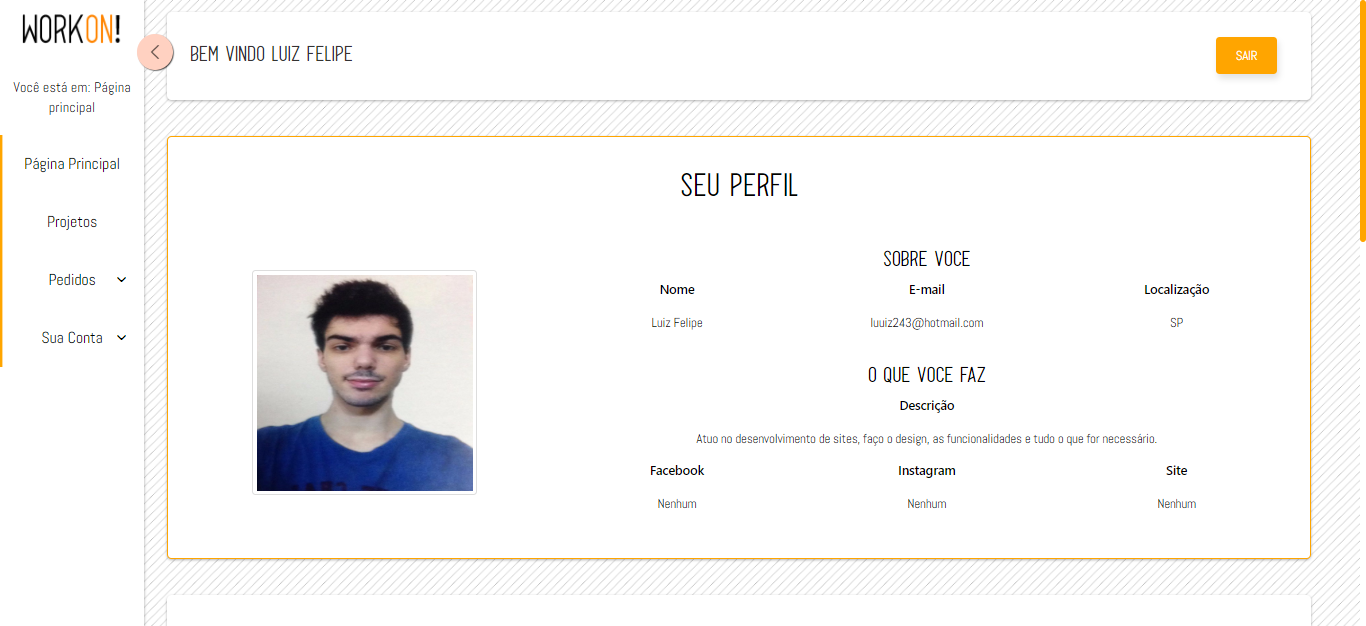 WORKON!
BEM VINDO LUIZ FELIPE
SAIR
Você está em: Página
principal
Página Principal
Projetos
Pedidos
Sua Conta
SEU PERFIL
SOBRE VOCE
Nome E-mail Localização
Luiz Felipe luuiz243@hotmail.com SP
O QUE VOCE FAZ
Descrição
Atuo no desenvolvimento de sites, faço o design, as funcionalidades e tudo o que for necessário.
Facebook Instagram Site
Nenhum Nenhum Nenhum